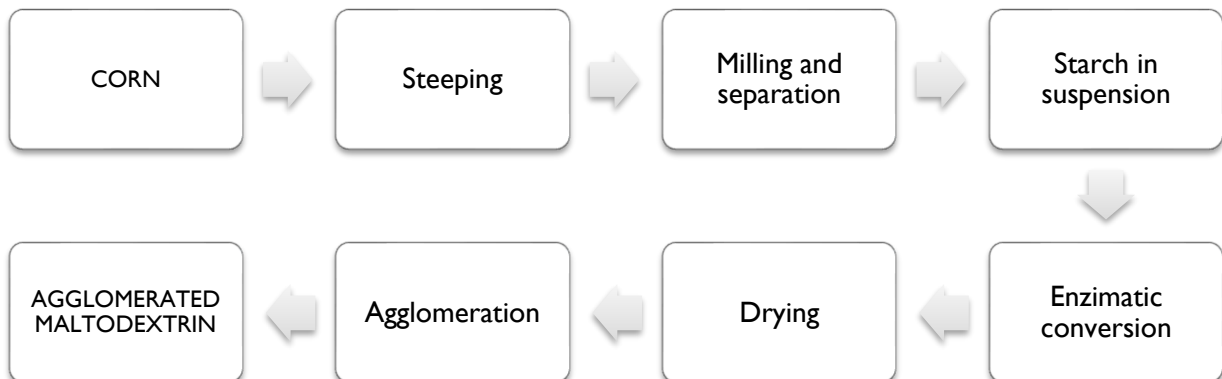 CORN
Steeping
Milling and
separation
Starch in
suspension
Enzimatic
conversion
Drying
Agglomeration
AGGLOMERATED
MALTODEXTRIN